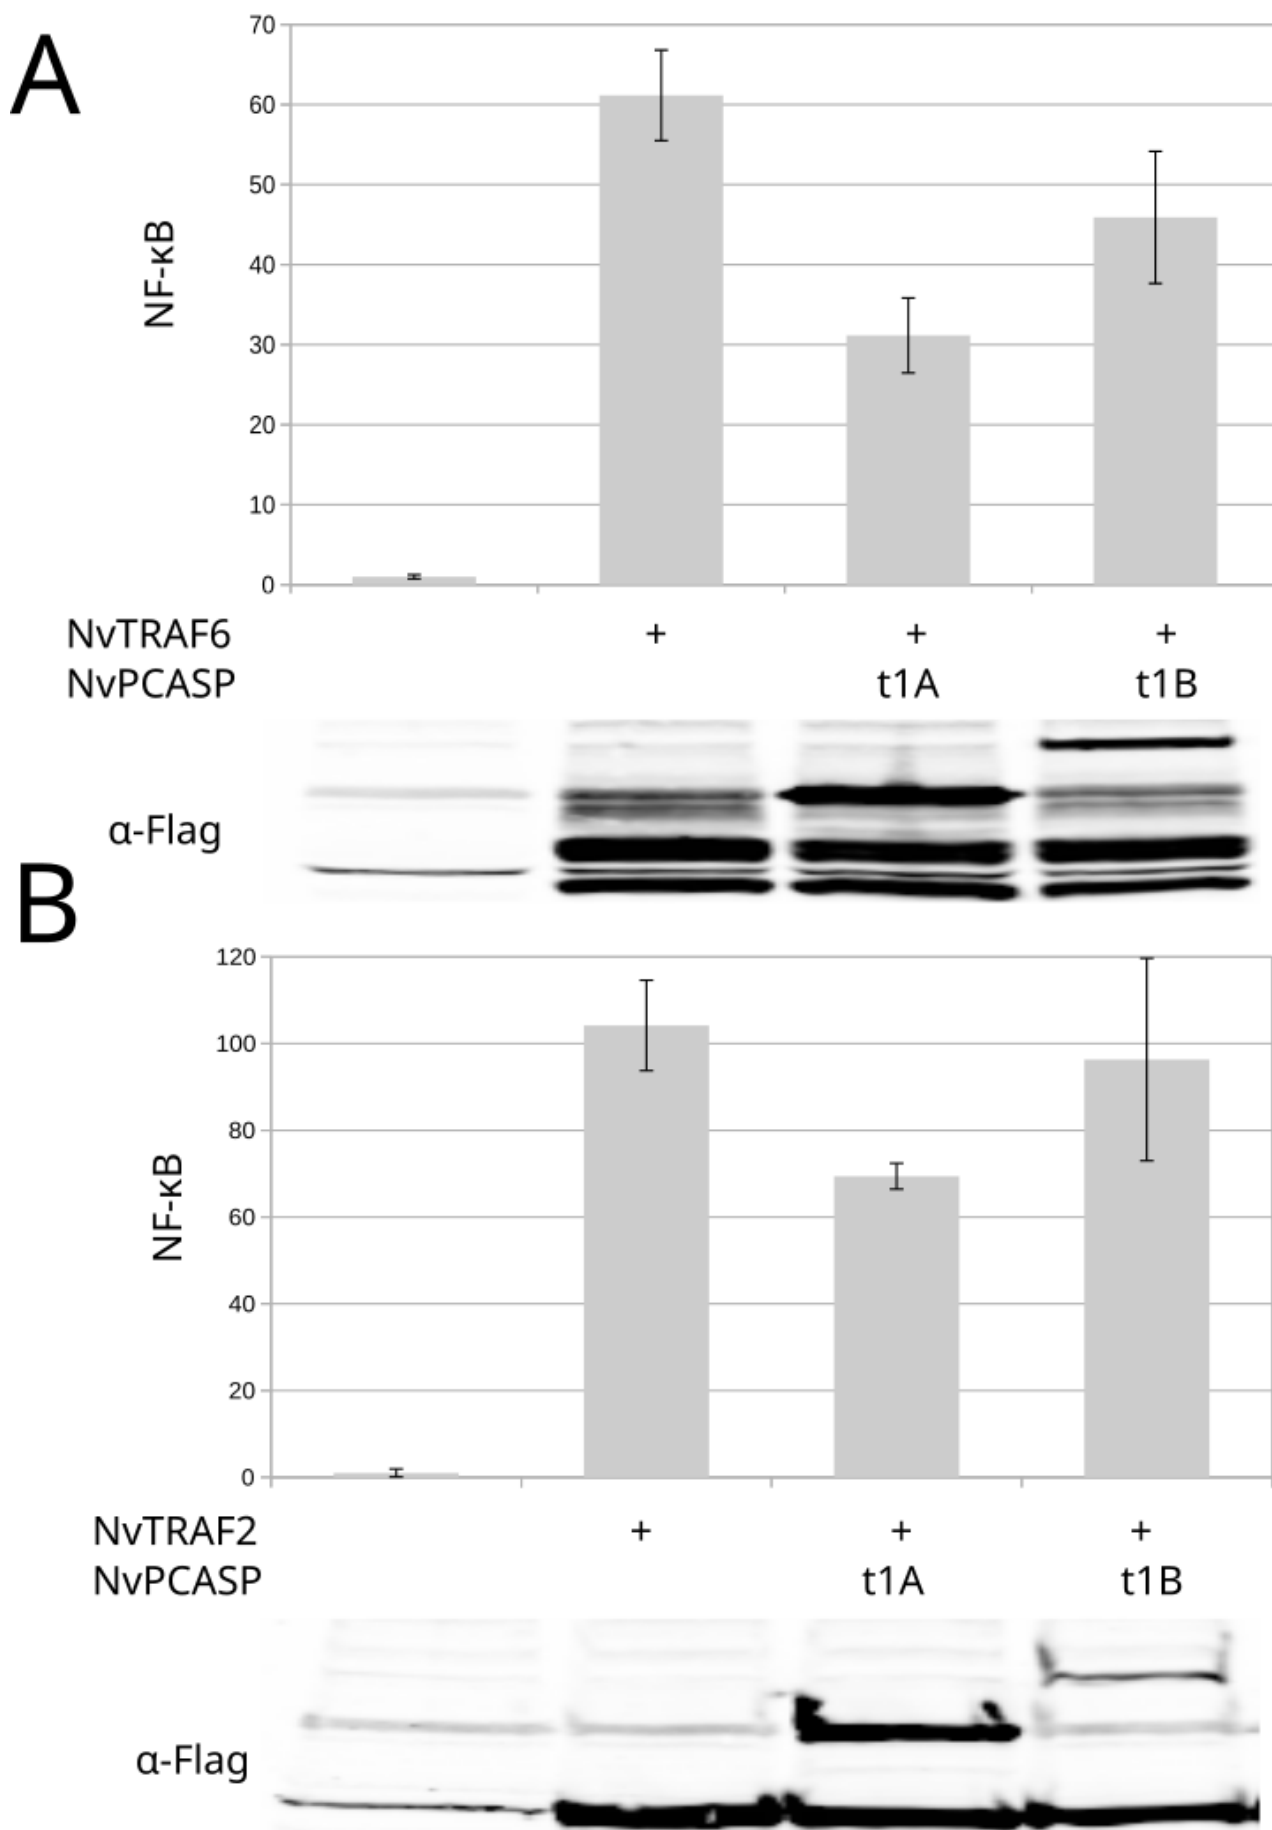 A
70
60
50
40
30
20
10
0
NF-κB
NvTRAF6 + + +
NvPCASP t1A t1B
α-Flag
B
120
100
80
60
40
20
0
NF-κB
NvTRAF2 + + +
NvPCASP t1A t1B
α-Flag